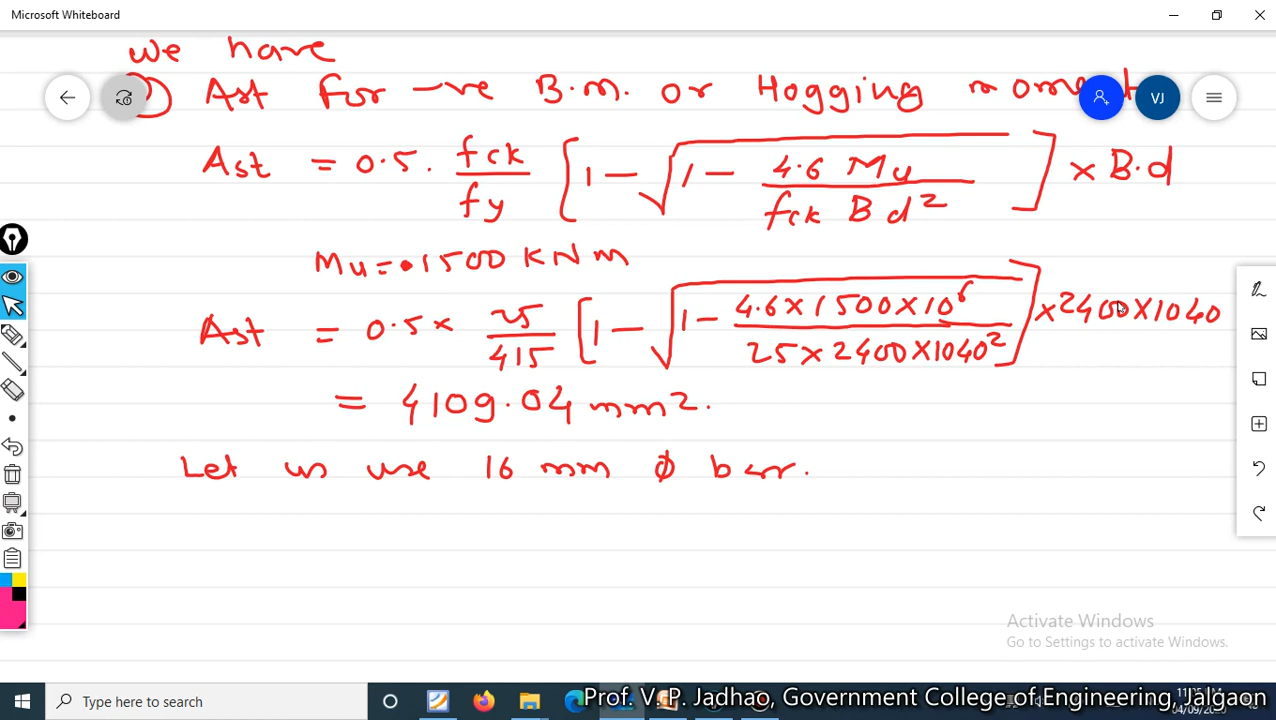 Microsoft Whiteboard
we have
Ast for -ve B.m. or Hogging moment
Ast = 0.5. fck/fy [1-√(1- 4.6 Mu/fck B d²)] × B.d
Mu = 1500 KNm
Ast = 0.5 × 25/415 [1-√(1- 4.6×1500×10⁶/25×2400×1040²)] ×2400×1040
= 4109.04 mm².
Let us use 16 mm φ bar.
VJ
Activate Windows
Go to Settings to activate Windows.
Type here to search
Prof. V. P. Jadhao, Government College of Engineering, Jalgaon